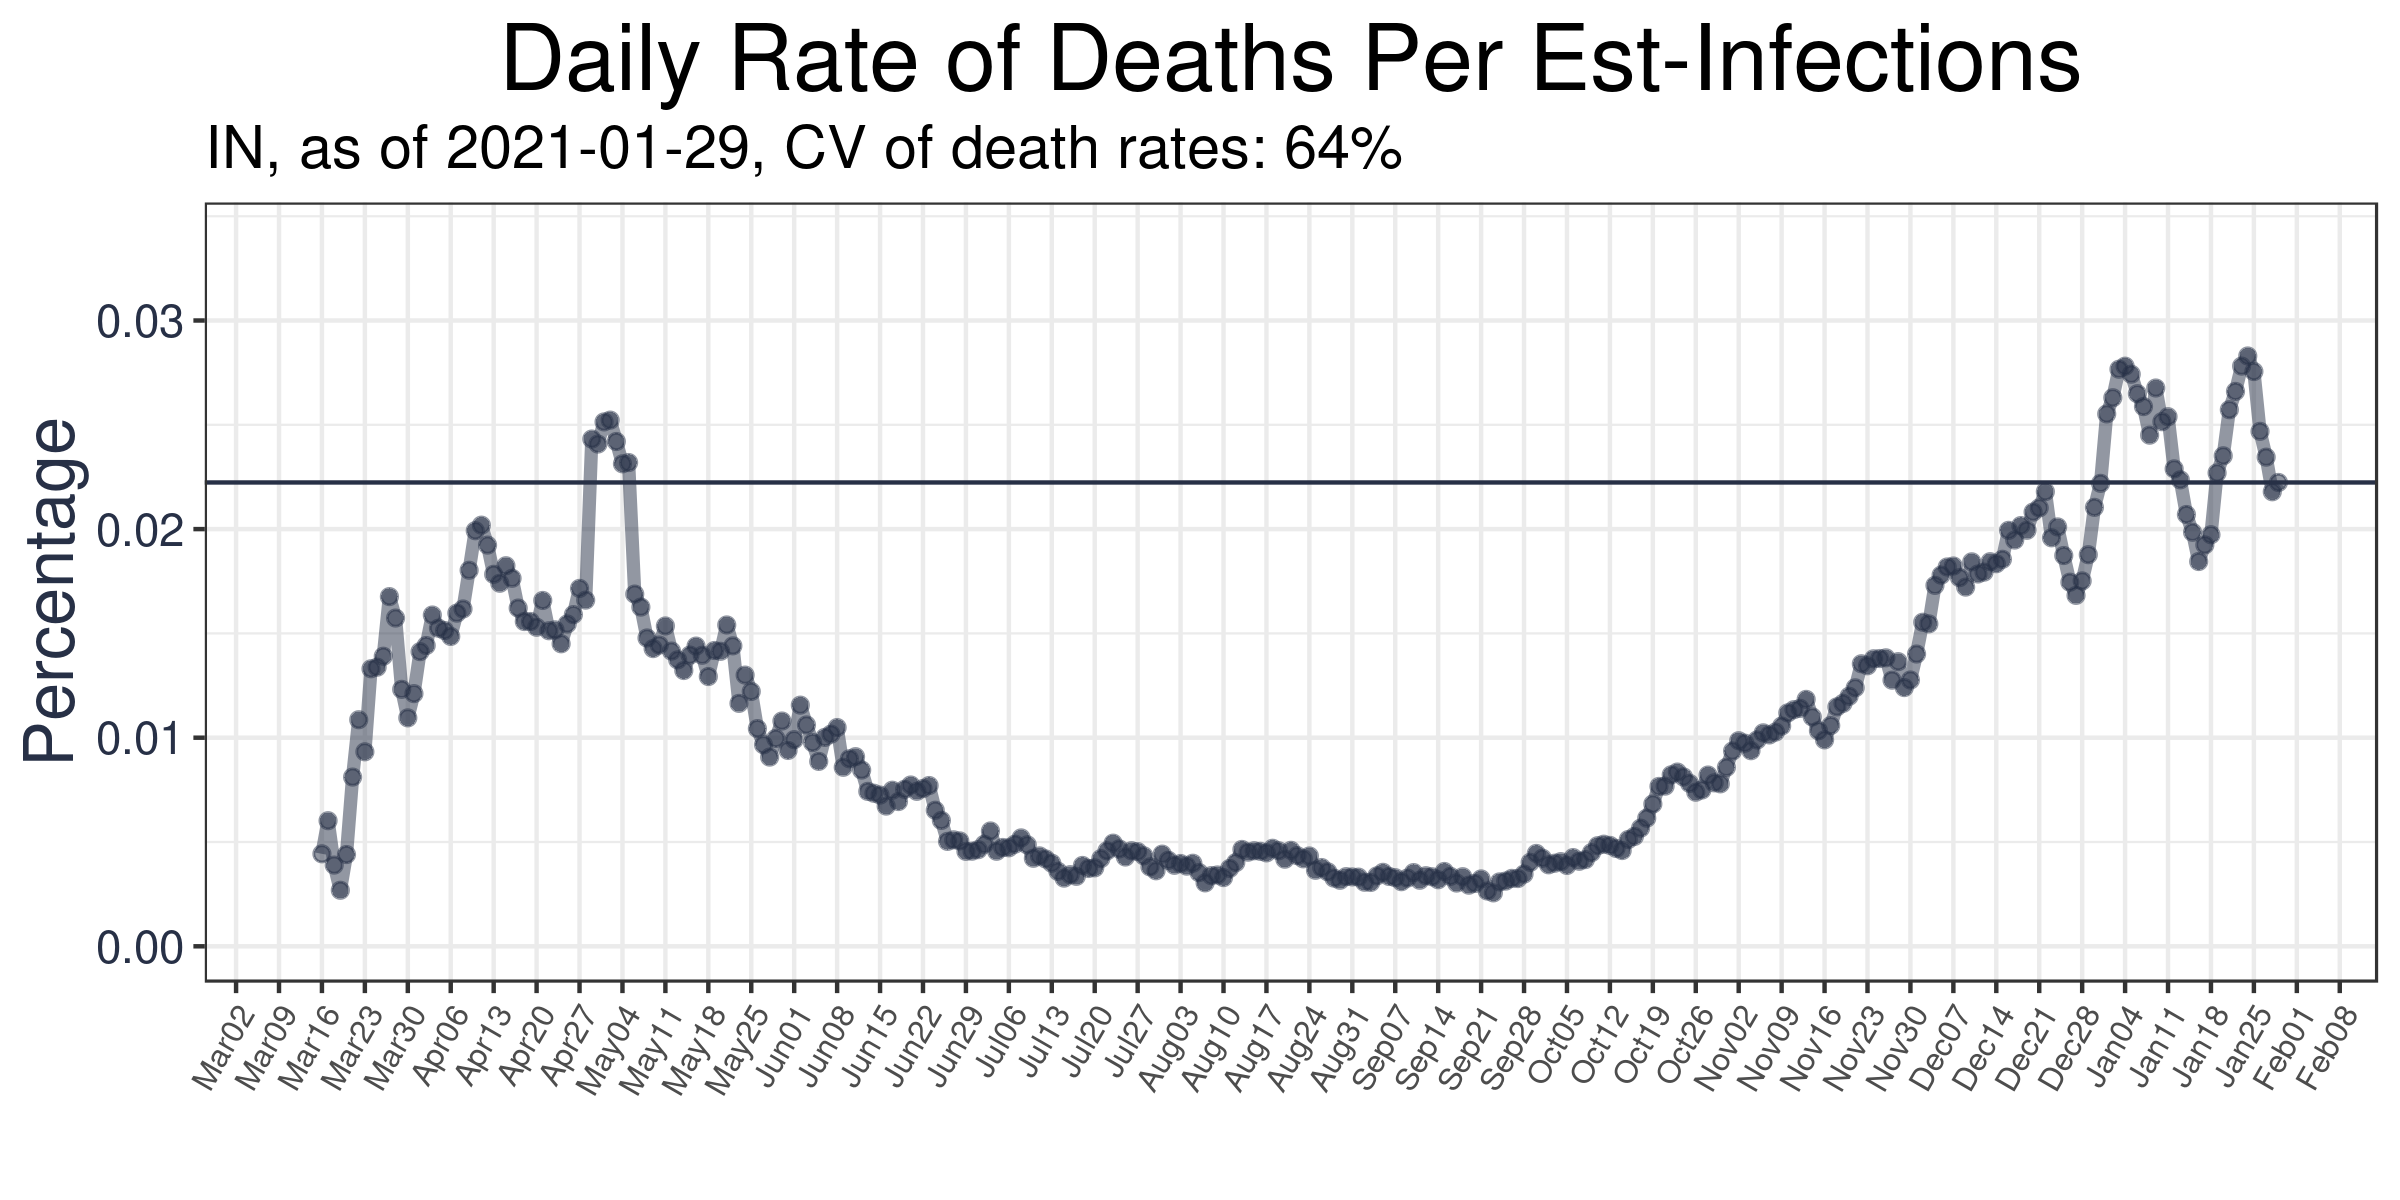 Daily Rate of Deaths Per Est-Infections
IN, as of 2021-01-29, CV of death rates: 64%
Percentage
0.03
0.02
0.01
0.00
Mar02 Mar09 Mar16 Mar23 Mar30 Apr06 Apr13 Apr20 Apr27 May04 May11 May18 May25 Jun01 Jun08 Jun15 Jun22 Jun29 Jul06 Jul13 Jul20 Jul27 Aug03 Aug10 Aug17 Aug24 Aug31 Sep07 Sep14 Sep21 Sep28 Oct05 Oct12 Oct19 Oct26 Nov02 Nov09 Nov16 Nov23 Nov30 Dec07 Dec14 Dec21 Dec28 Jan04 Jan11 Jan18 Jan25 Feb01 Feb08